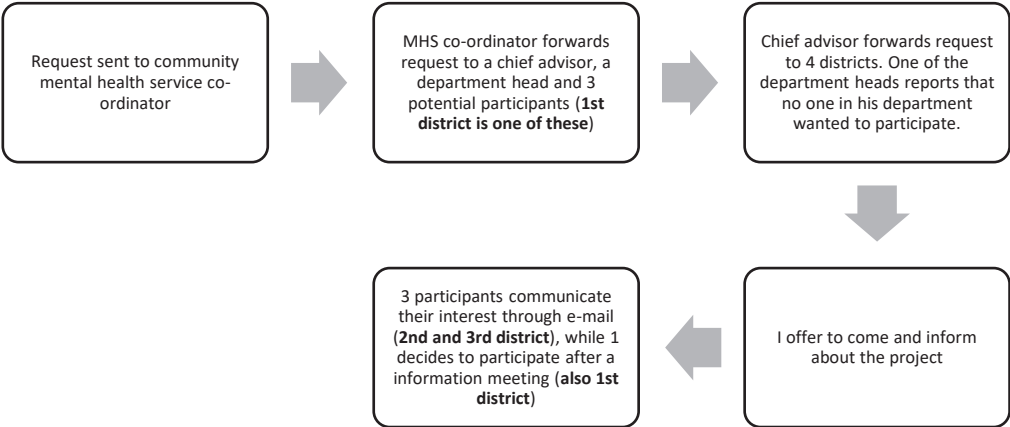 Request sent to community
mental health service co-
ordinator
MHS co-ordinator forwards
request to a chief advisor, a
department head and 3
potential participants (1st
district is one of these)
Chief advisor forwards request
to 4 districts. One of the
department heads reports that
no one in his department
wanted to participate.
I offer to come and inform
about the project
3 participants communicate
their interest through e-mail
(2nd and 3rd district), while 1
decides to participate after a
information meeting (also 1st
district)